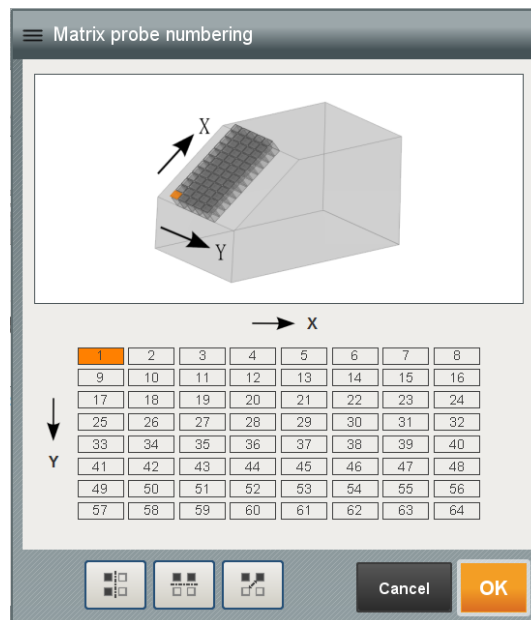 Matrix probe numbering
X
Y
X
1 2 3 4 5 6 7 8
9 10 11 12 13 14 15 16
17 18 19 20 21 22 23 24
25 26 27 28 29 30 31 32
33 34 35 36 37 38 39 40
Y
41 42 43 44 45 46 47 48
49 50 51 52 53 54 55 56
57 58 59 60 61 62 63 64
Cancel OK